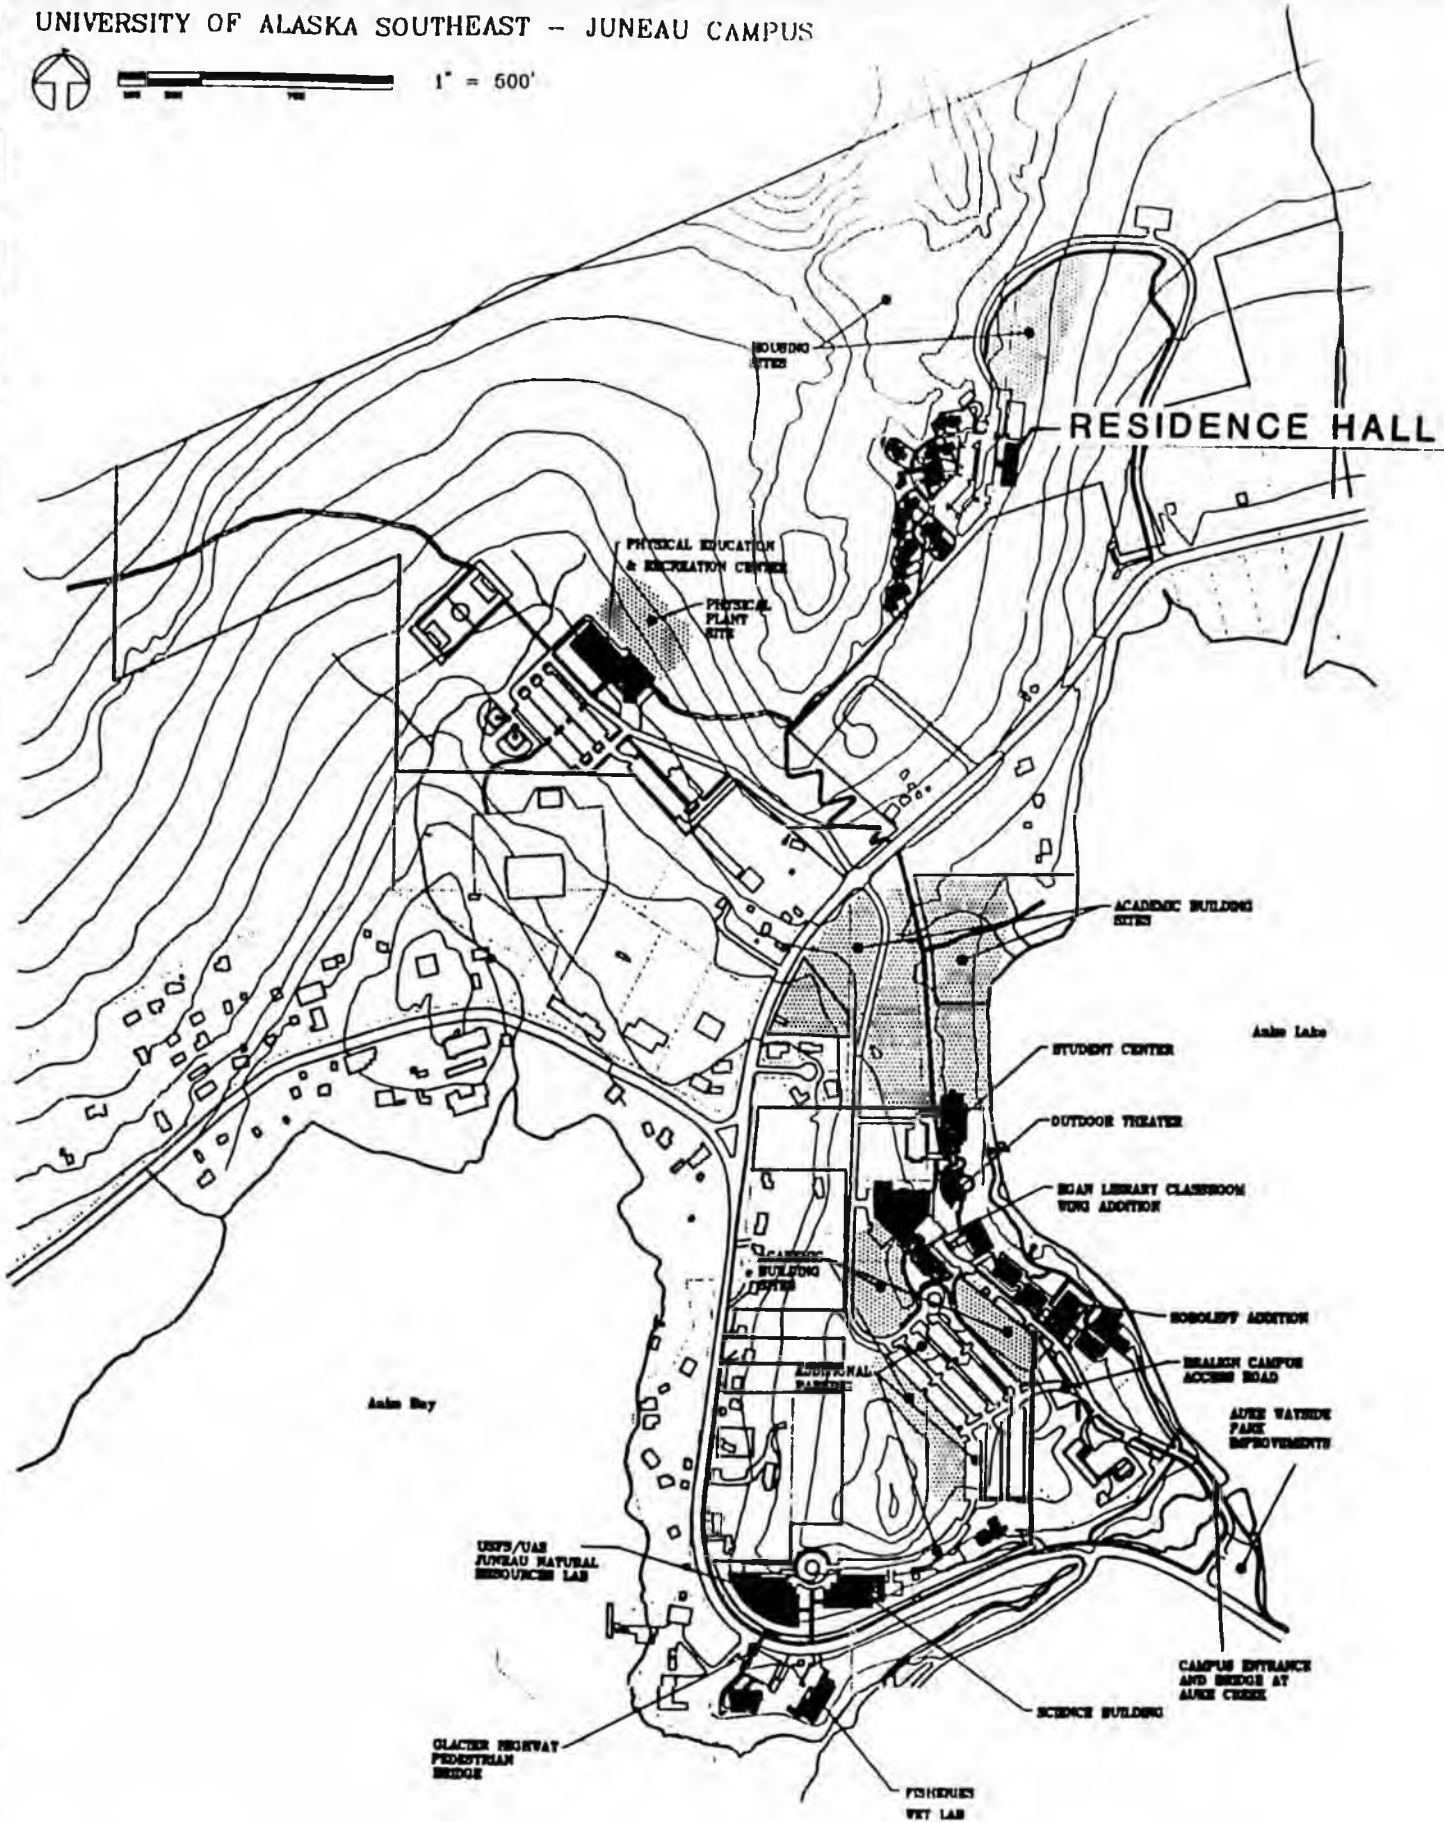 UNIVERSITY OF ALASKA SOUTHEAST - JUNEAU CAMPUS
1" = 500'
HOUSING
SITES
RESIDENCE HALL
PHYSICAL EDUCATION
& RECREATION CENTER
PHYSICAL
PLANT
SITE
ACADEMIC BUILDING
SITES
Auke Lake
STUDENT CENTER
OUTDOOR THEATER
EGAN LIBRARY CLASSROOM
WING ADDITION
ACADEMIC
BUILDING
SITES
SOBOLEFF ADDITION
ADDITIONAL
PARKING
REALIGN CAMPUS
ACCESS ROAD
Auke Bay
AUKE WAYSIDE
PARK
IMPROVEMENTS
USFS/UAS
JUNEAU NATURAL
RESOURCES LAB
CAMPUS ENTRANCE
AND BRIDGE AT
AUKE CREEK
SCIENCE BUILDING
GLACIER HIGHWAY
PEDESTRIAN
BRIDGE
FISHERIES
WET LAB